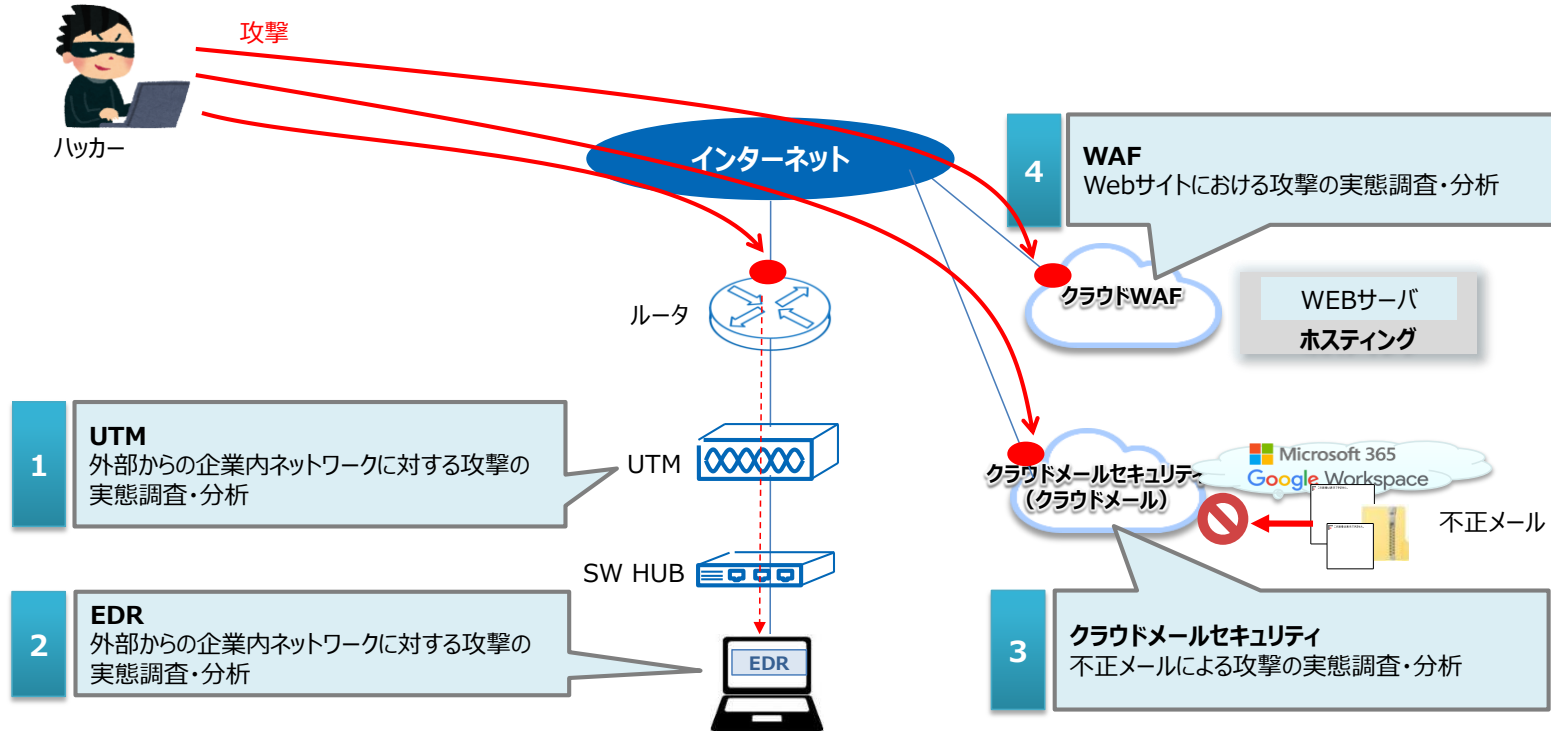 攻撃
ハッカー
インターネット
4
WAF
Webサイトにおける攻撃の実態調査・分析
クラウドWAF
WEBサーバ
ホスティング
ルータ
1
UTM
外部からの企業内ネットワークに対する攻撃の
実態調査・分析
UTM
クラウドメールセキュリティ
（クラウドメール）
Microsoft 365
Google Workspace
不正メール
SW HUB
2
EDR
外部からの企業内ネットワークに対する攻撃の
実態調査・分析
EDR
3
クラウドメールセキュリティ
不正メールによる攻撃の実態調査・分析